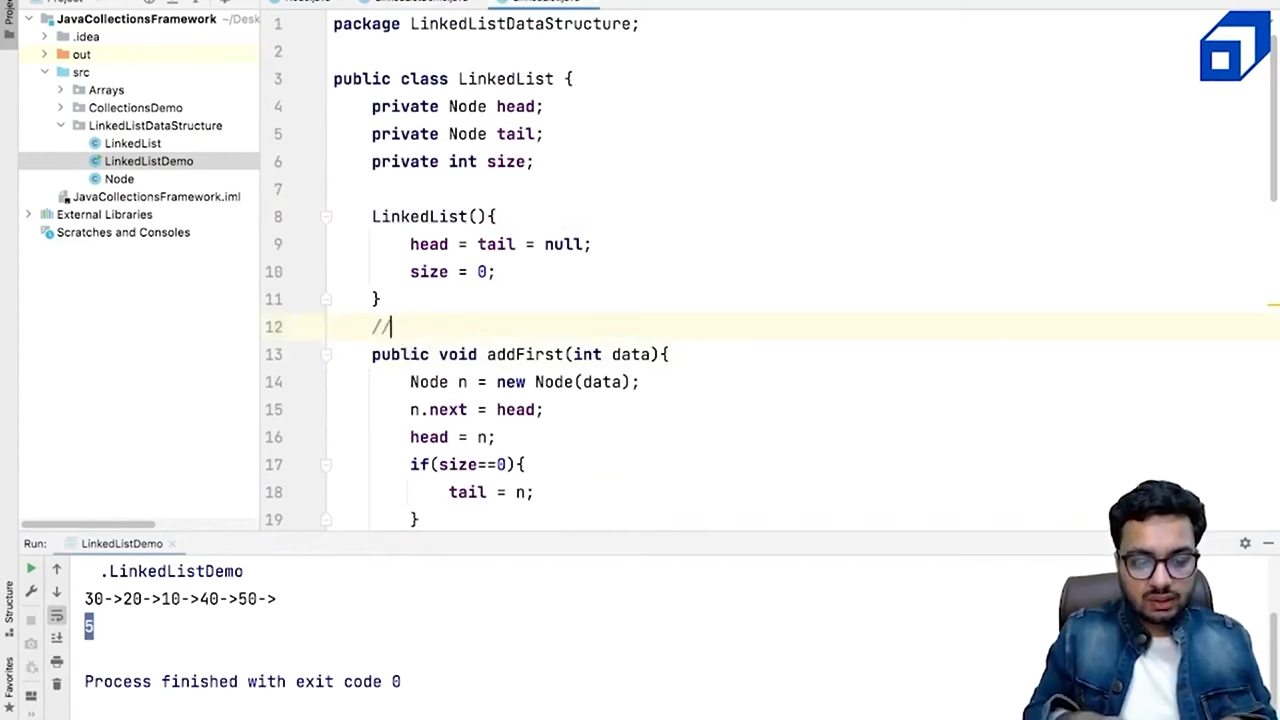 JavaCollectionsFramework ~/Desk
.idea
out
src
Arrays
CollectionsDemo
LinkedListDataStructure
LinkedList
LinkedListDemo
Node
JavaCollectionsFramework.iml
External Libraries
Scratches and Consoles
1 package LinkedListDataStructure;
2
3 public class LinkedList {
4 private Node head;
5 private Node tail;
6 private int size;
7
8 LinkedList(){
9 head = tail = null;
10 size = 0;
11 }
12 //
13 public void addFirst(int data){
14 Node n = new Node(data);
15 n.next = head;
16 head = n;
17 if(size==0){
18 tail = n;
19 }
Run: LinkedListDemo
.LinkedListDemo
30->20->10->40->50->
5
Process finished with exit code 0
Structure
Favorites